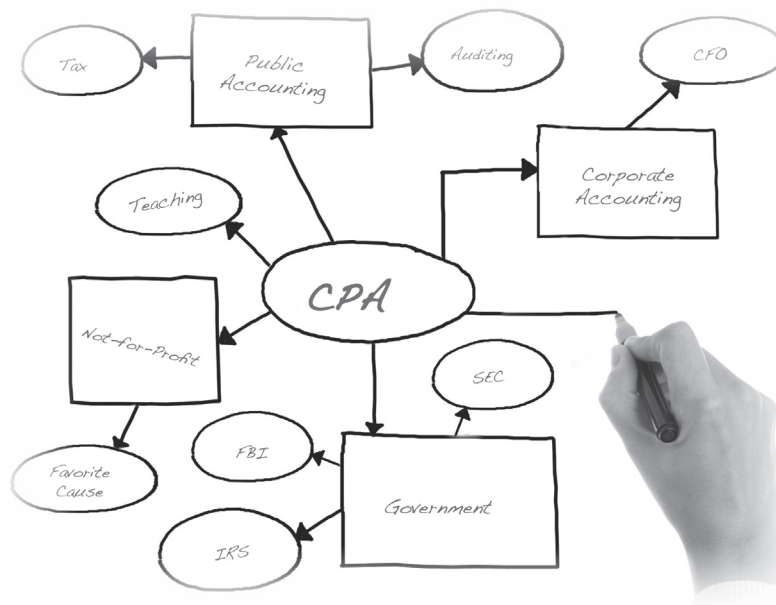 Tax
Public
Accounting
Auditing
CFO
Corporate
Accounting
Teaching
CPA
Not-for-Profit
SEC
Favorite
Cause
FBI
Government
IRS